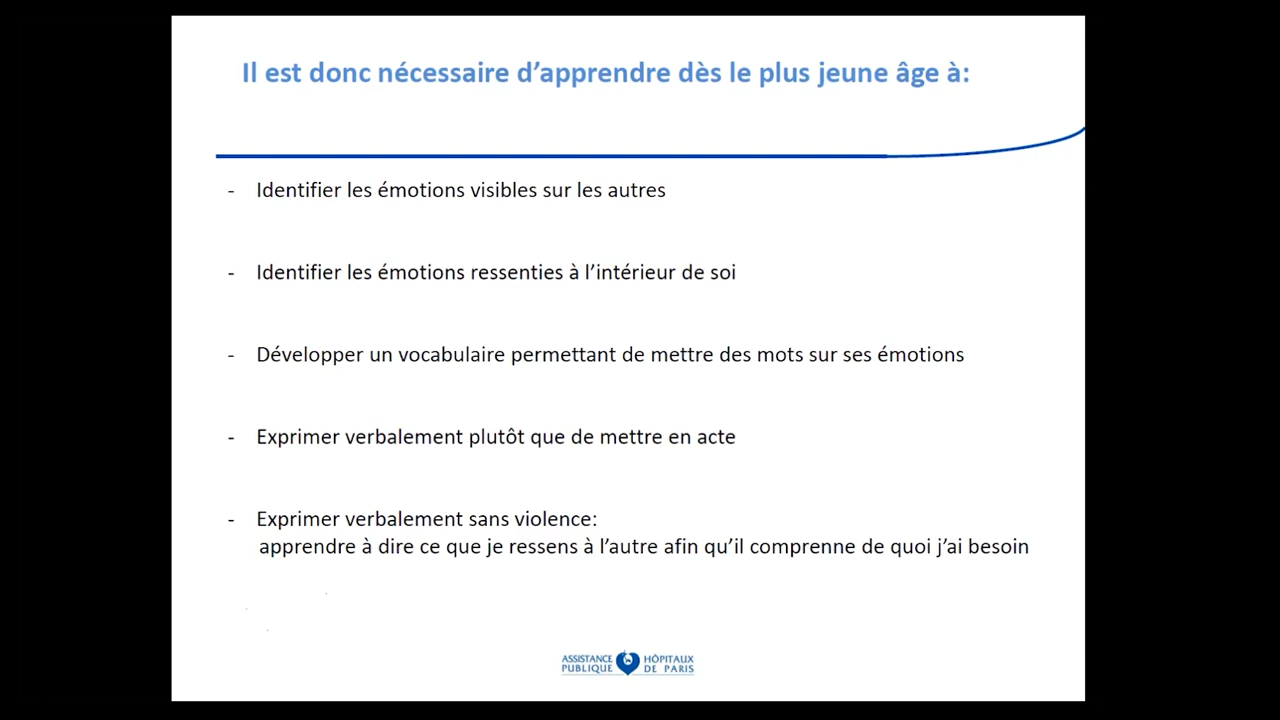 Il est donc nécessaire d’apprendre dès le plus jeune âge à:
- Identifier les émotions visibles sur les autres
- Identifier les émotions ressenties à l’intérieur de soi
- Développer un vocabulaire permettant de mettre des mots sur ses émotions
- Exprimer verbalement plutôt que de mettre en acte
- Exprimer verbalement sans violence:
apprendre à dire ce que je ressens à l’autre afin qu’il comprenne de quoi j’ai besoin
ASSISTANCE HÔPITAUX
PUBLIQUE DE PARIS